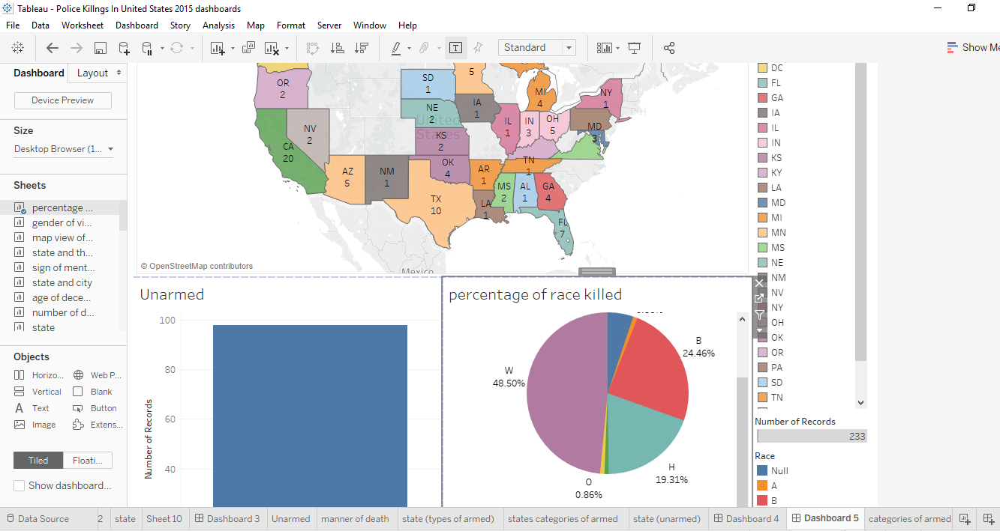 Tableau - Police Killngs In United States 2015 dashboards
File Data Worksheet Dashboard Story Analysis Map Format Server Window Help
Standard
Show Me
Dashboard Layout
Device Preview
Size
Desktop Browser (1...
Sheets
percentage ...
gender of vi...
map view of...
state and th...
sign of ment...
state and city
age of dece...
number of d...
state
Objects
Horizo... Web P...
Vertical Blank
A Text Button
Image Extens...
Tiled Floati...
Show dashboard...
OR
2
SD
1
5
MI
4
NY
1
IA
1
NE
2
United
States
NV
2
CA
20
KS
2
IL
1
IN
3
OH
5
MD
3
AZ
5
NM
1
OK
4
AR
1
TN
1
TX
10
LA
1
MS
2
AL
1
GA
4
FL
7
Mexico
© OpenStreetMap contributors
Unarmed
100
80
60
40
Number of Records
percentage of race killed
B
24.46%
W
48.50%
H
19.31%
O
0.86%
DC
FL
GA
IA
IL
IN
KS
KY
LA
MD
MI
MN
MS
NE
NM
NV
NY
OH
OK
OR
PA
SD
TN
Number of Records
233
Race
Null
A
B
Data Source 2 state Sheet 10 Dashboard 3 Unarmed manner of death state (types of armed) states categories of armed state (unarmed) Dashboard 4 Dashboard 5 categories of armed